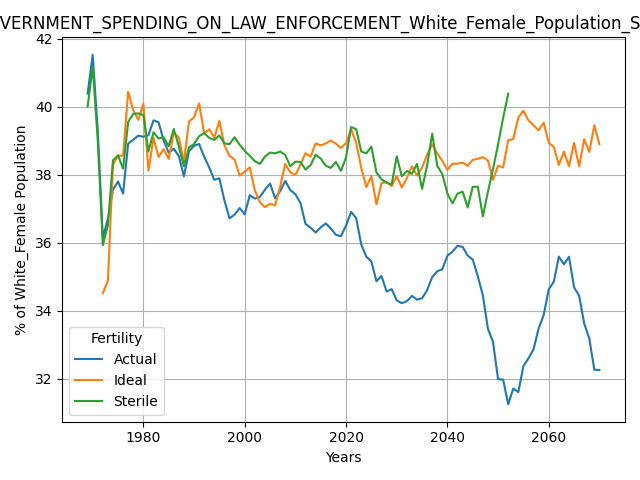 VERNMENT_SPENDING_ON_LAW_ENFORCEMENT_White_Female_Population_S
42
40
38
36
34
32
% of White_Female Population
Fertility
Actual
Ideal
Sterile
1980 2000 2020 2040 2060
Years